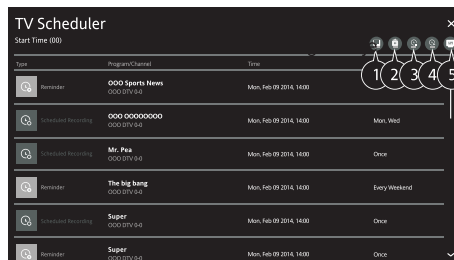 TV Scheduler
Start Time (00)
Type Program/Channel Time
1 2 3 4 5
Reminder OOO Sports News Mon, Feb 09 2014, 14:00
OOO DTV 0-0
Scheduled Recording OOO OOOOOOOO Mon, Feb 09 2014, 14:00 Mon, Wed
OOO DTV 0-0
Scheduled Recording Mr. Pea Mon, Feb 09 2014, 14:00 Once
OOO DTV 0-0
Reminder The big bang Mon, Feb 09 2014, 14:00 Every Weekend
OOO DTV 0-0
Scheduled Recording Super Mon, Feb 09 2014, 14:00 Once
OOO DTV 0-0
Reminder Super Mon, Feb 09 2014, 14:00 Once
OOO DTV 0-0